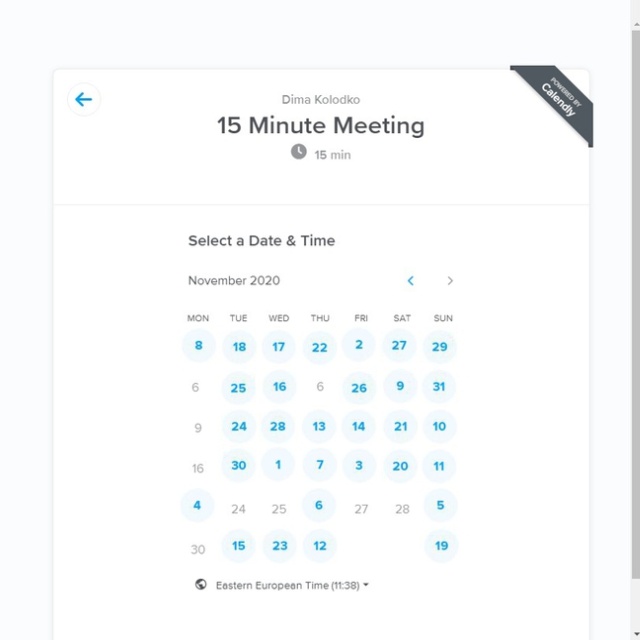 POWERED BY
Calendly
Dima Kolodko
15 Minute Meeting
15 min
Select a Date & Time
November 2020
MON TUE WED THU FRI SAT SUN
8 18 17 22 2 27 29
6 25 16 6 26 9 31
9 24 28 13 14 21 10
16 30 1 7 3 20 11
4 24 25 6 27 28 5
30 15 23 12 19
Eastern European Time (11:38)